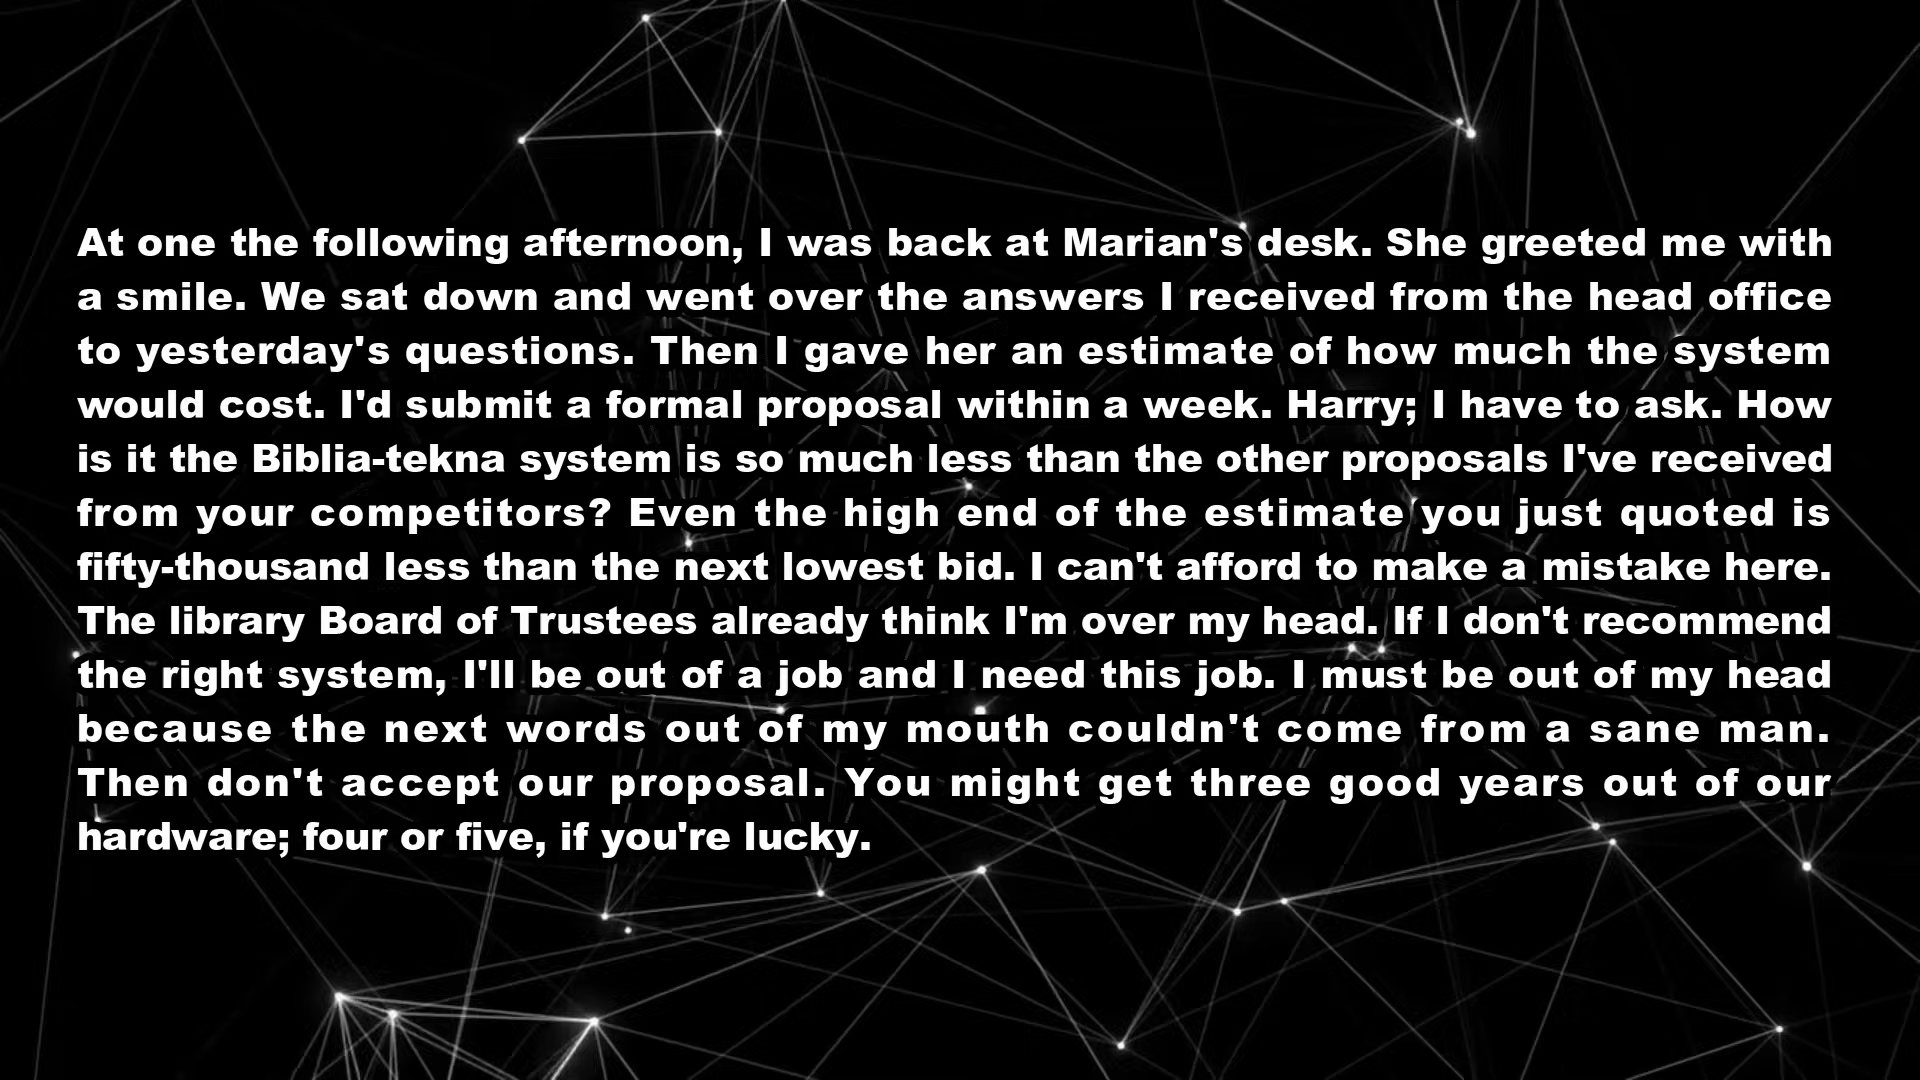 At one the following afternoon, I was back at Marian's desk. She greeted me with
a smile. We sat down and went over the answers I received from the head office
to yesterday's questions. Then I gave her an estimate of how much the system
would cost. I'd submit a formal proposal within a week. Harry; I have to ask. How
is it the Biblia-tekna system is so much less than the other proposals I've received
from your competitors? Even the high end of the estimate you just quoted is
fifty-thousand less than the next lowest bid. I can't afford to make a mistake here.
The library Board of Trustees already think I'm over my head. If I don't recommend
the right system, I'll be out of a job and I need this job. I must be out of my head
because the next words out of my mouth couldn't come from a sane man.
Then don't accept our proposal. You might get three good years out of our
hardware; four or five, if you're lucky.